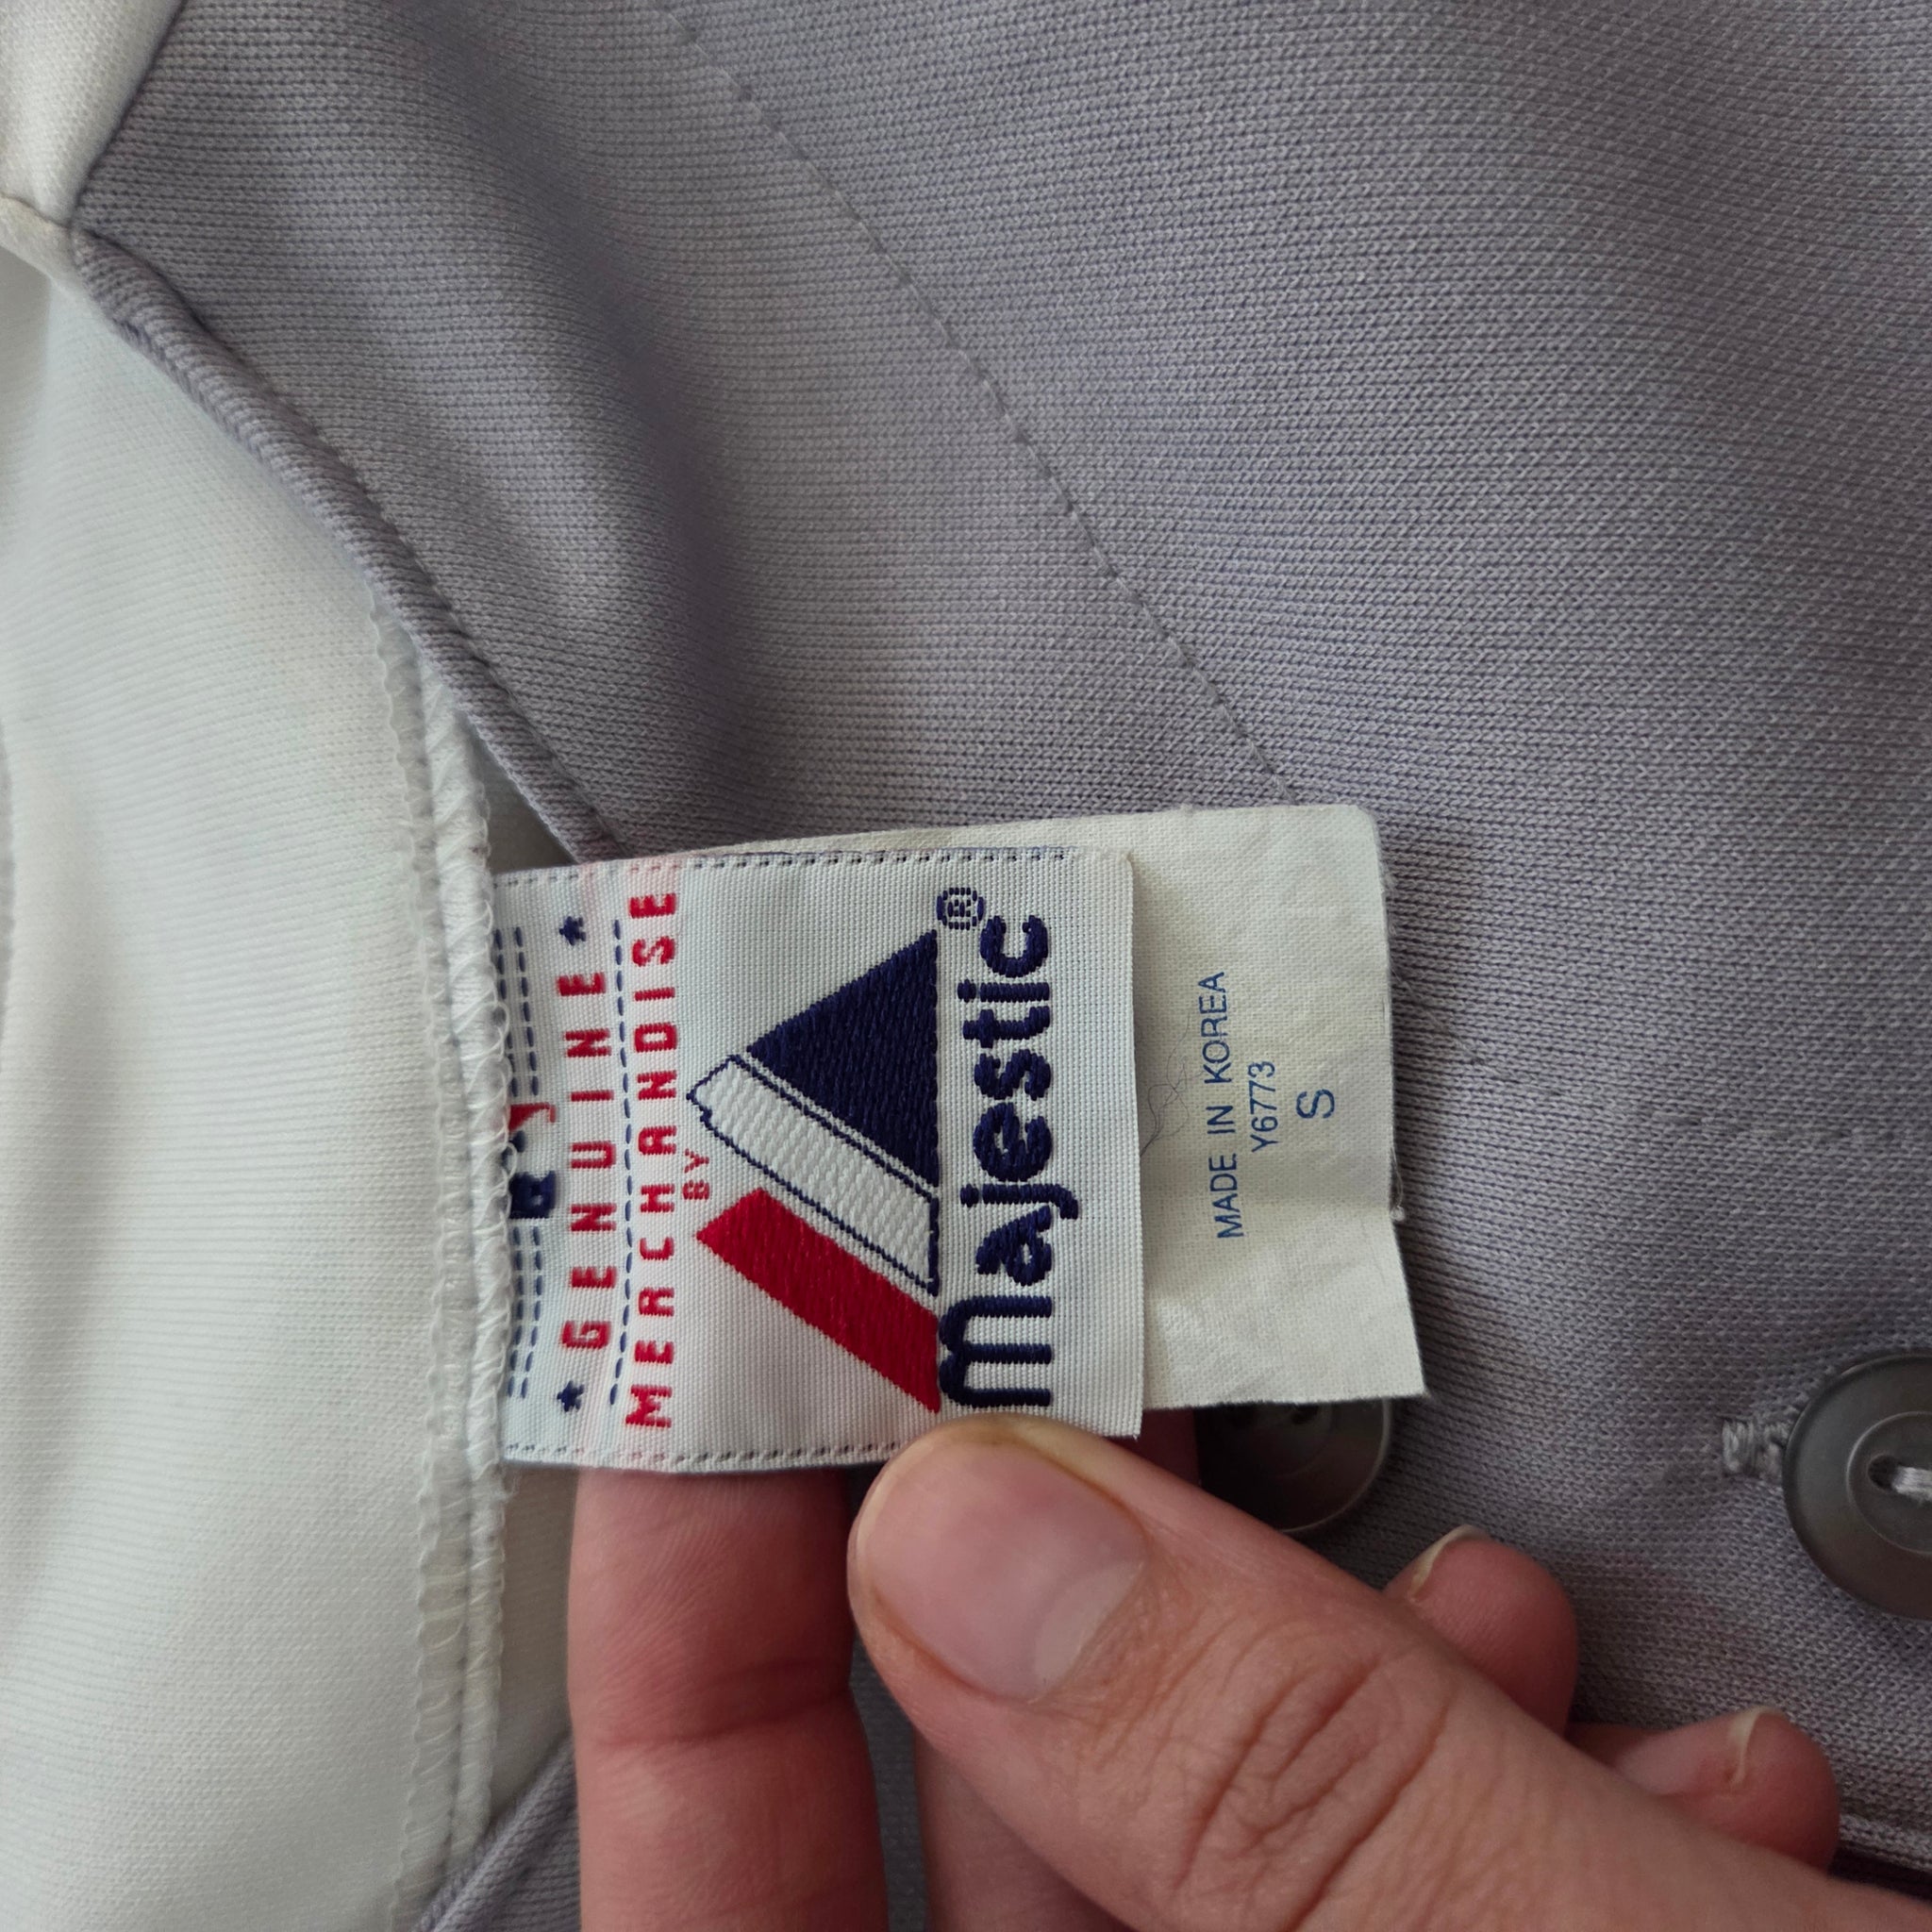 * GENUINE *
MERCHANDISE
BY
Majestic®
MADE IN KOREA
Y6773
S